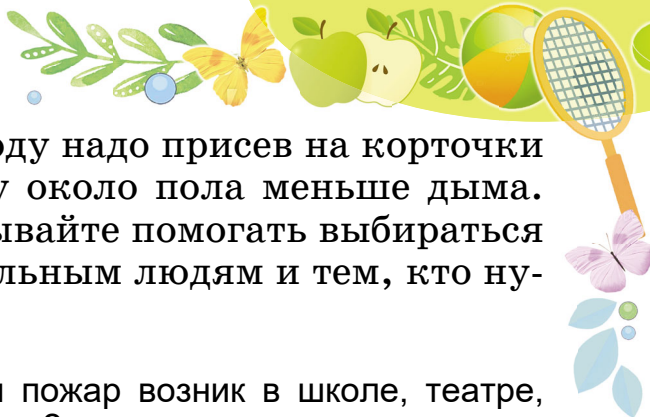 оду надо присев на корточки
у около пола меньше дыма.
ывайте помогать выбираться
льным людям и тем, кто ну-
пожар возник в школе, театре,